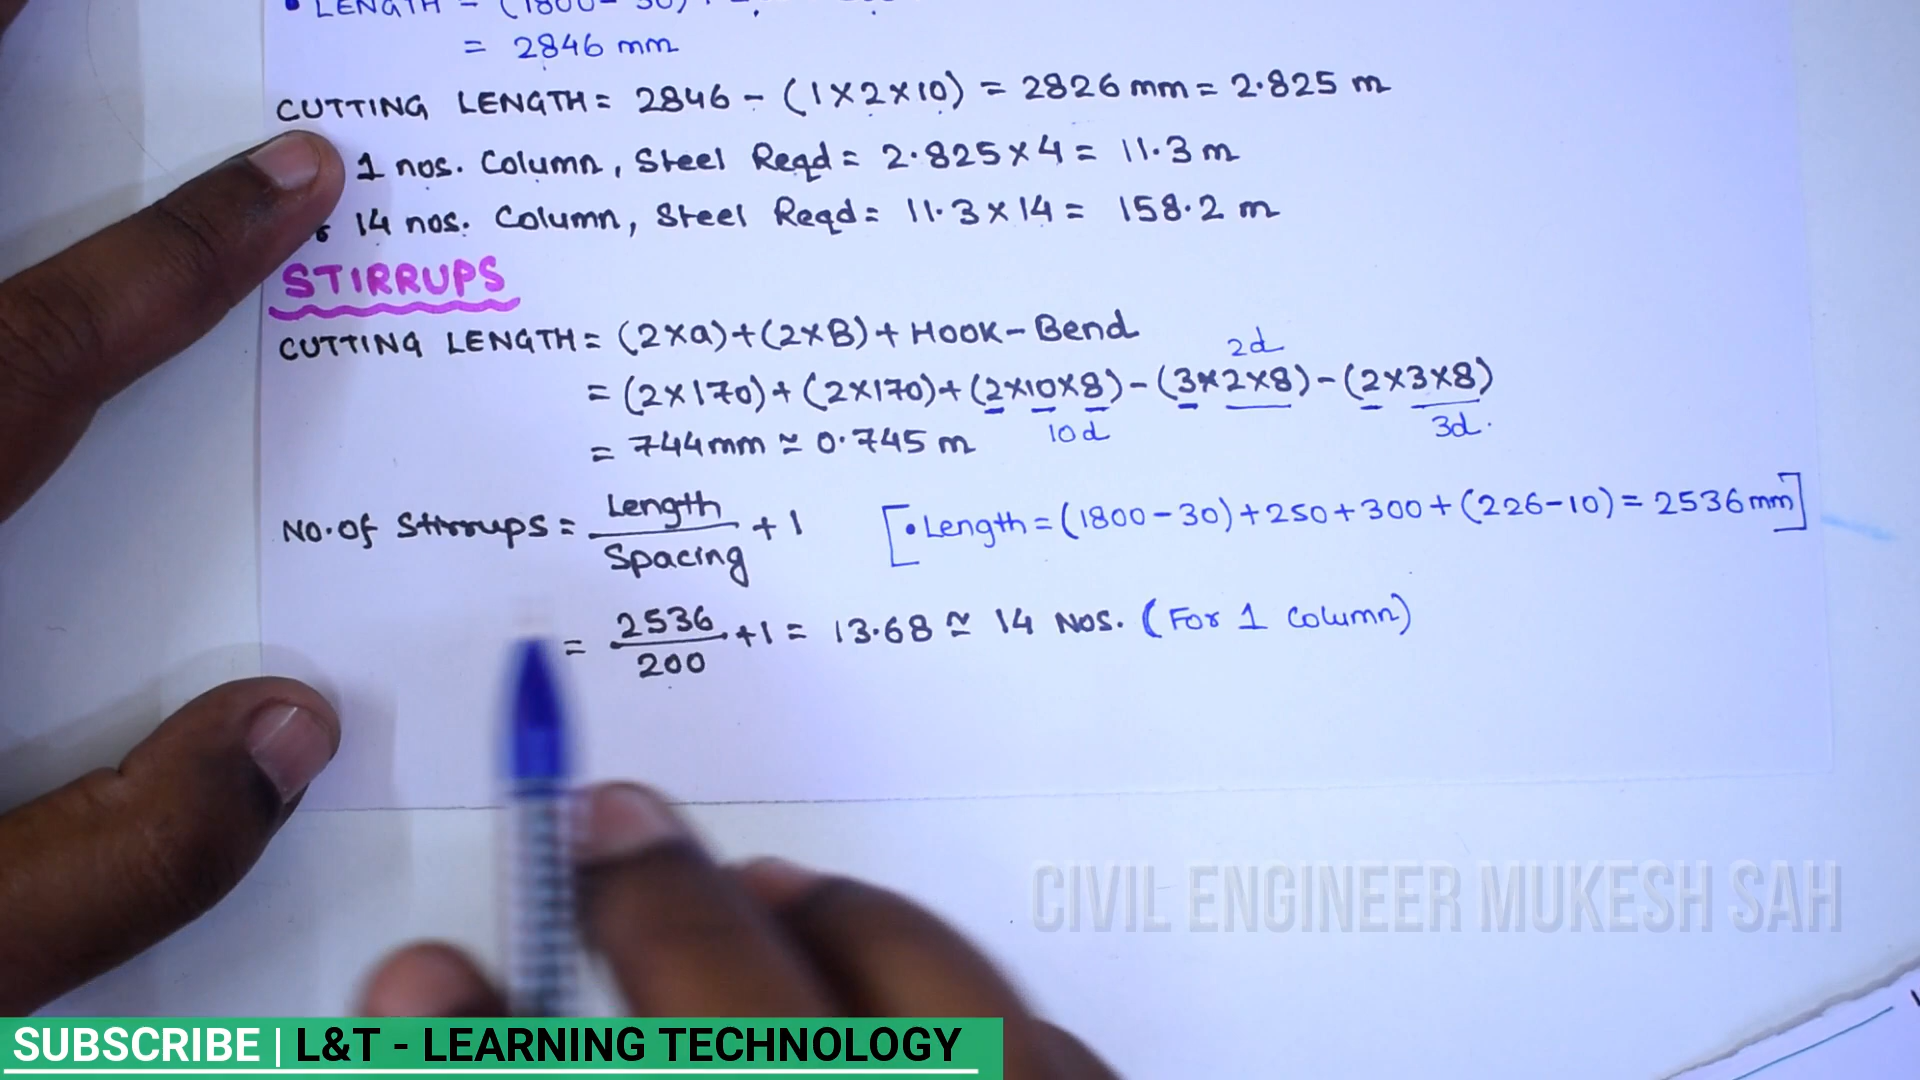 • LENGTH = (1800-30)+
= 2846 mm
CUTTING LENGTH = 2846 - (1×2×10) = 2826 mm = 2.825 m
1 nos. Column, Steel Reqd = 2.825×4 = 11.3 m
14 nos. Column, Steel Reqd = 11.3×14 = 158.2 m
STIRRUPS
CUTTING LENGTH = (2×a)+(2×B)+HOOK-Bend
2d
= (2×170)+(2×170)+(2×10×8)-(3×2×8)-(2×3×8)
10d 3d.
= 744mm ≃ 0.745 m
No. of Stirrups = Length / Spacing + 1 [• Length = (1800-30)+250+300+(226-10) = 2536mm]
= 2536 / 200 + 1 = 13.68 ≃ 14 Nos. (For 1 Column)
CIVIL ENGINEER MUKESH SAH
SUBSCRIBE | L&T - LEARNING TECHNOLOGY